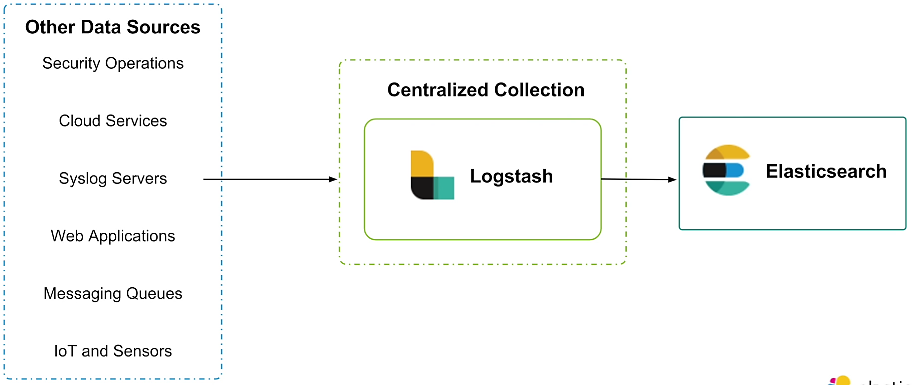 Other Data Sources
Security Operations
Cloud Services
Syslog Servers
Web Applications
Messaging Queues
IoT and Sensors
Centralized Collection
Logstash
Elasticsearch